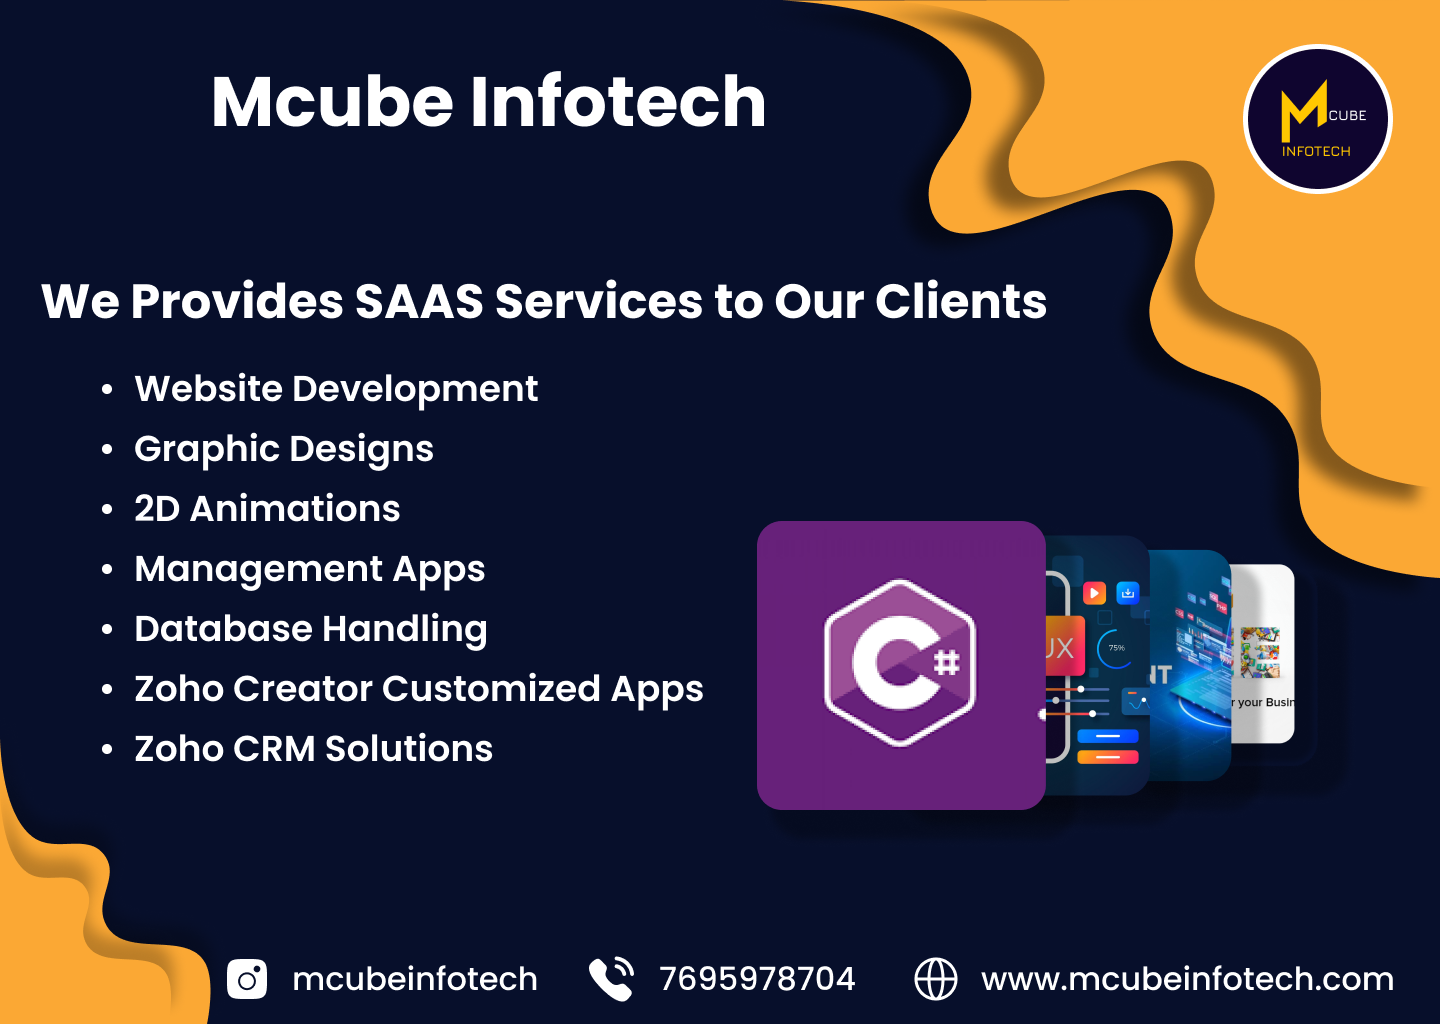 Mcube Infotech
M CUBE
INFOTECH
We Provides SAAS Services to Our Clients
• Website Development
• Graphic Designs
• 2D Animations
• Management Apps
• Database Handling
• Zoho Creator Customized Apps
• Zoho CRM Solutions
C#
UX
75%
NT
E
r your Busin
mcubeinfotech
7695978704
www.mcubeinfotech.com